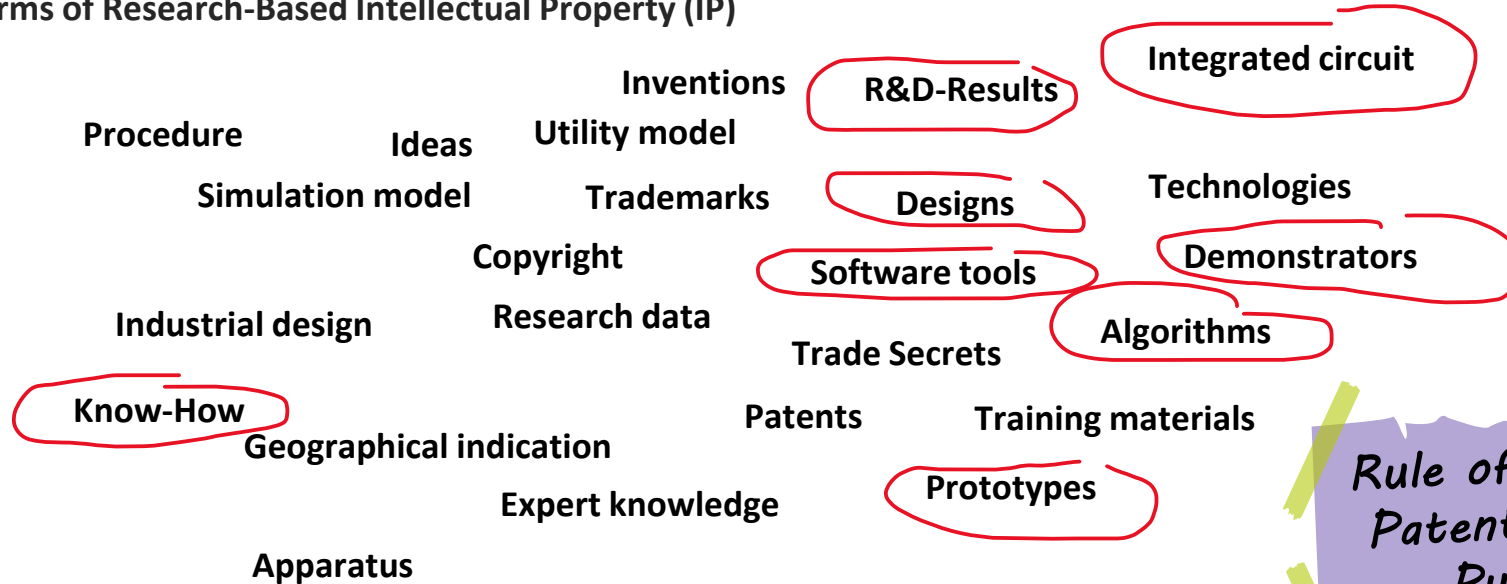 rms of Research-Based Intellectual Property (IP)
Integrated circuit
Inventions
R&D-Results
Procedure
Ideas
Utility model
Simulation model
Trademarks
Designs
Technologies
Copyright
Software tools
Demonstrators
Industrial design
Research data
Algorithms
Trade Secrets
Know-How
Patents
Training materials
Geographical indication
Prototypes
Expert knowledge
Apparatus
Rule of
Patent